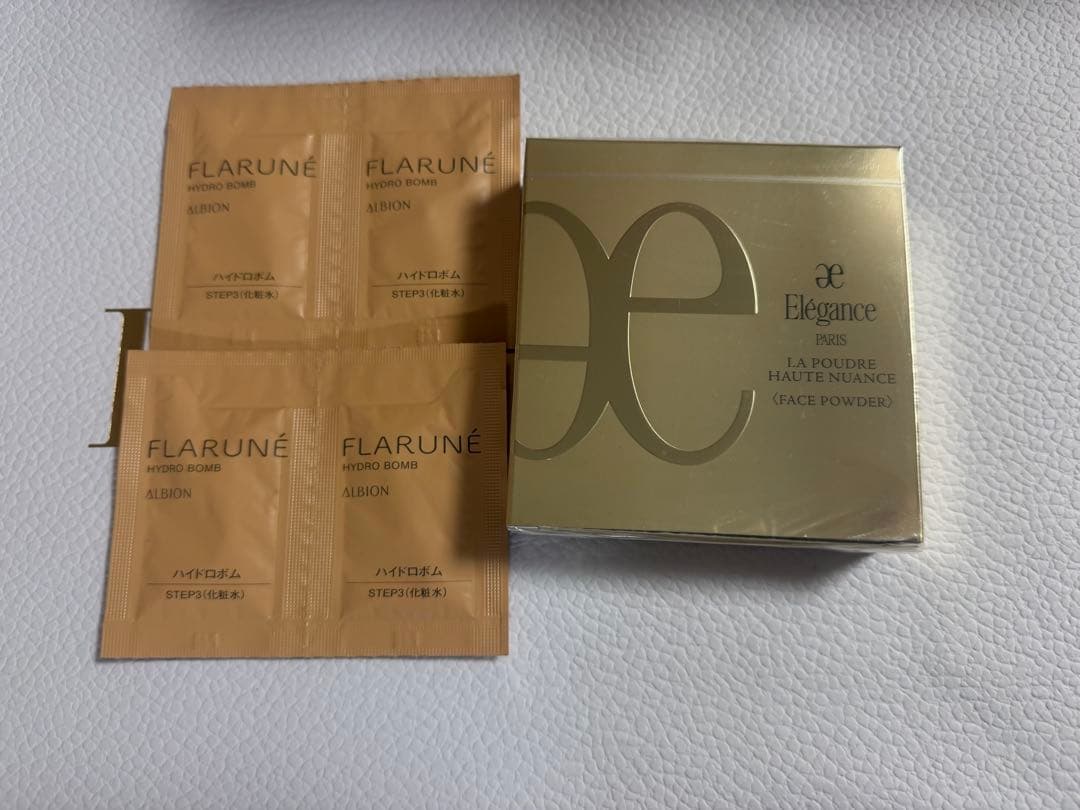 FLARUNÉ
HYDRO BOMB
ALBION
ハイドロボム
STEP3(化粧水)
FLARUNÉ
HYDRO BOMB
ALBION
ハイドロボム
STEP3(化粧水)
FLARUNÉ
HYDRO BOMB
ALBION
ハイドロボム
STEP3(化粧水)
FLARUNÉ
HYDRO BOMB
ALBION
ハイドロボム
STEP3(化粧水)
æ
æ
Elégance
PARIS
LA POUDRE
HAUTE NUANCE
〈FACE POWDER〉